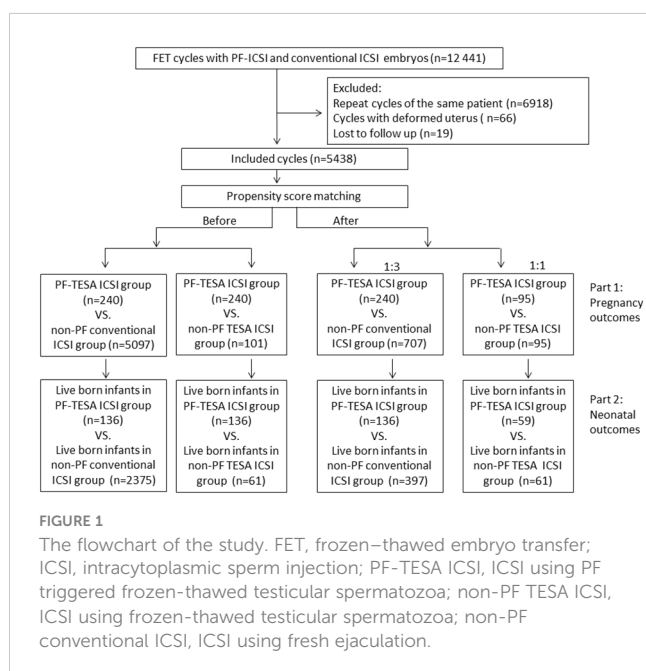 FET cycles with PF-ICSI and conventional ICSI embryos (n=12 441)
Excluded:
Repeat cycles of the same patient (n=6918)
Cycles with deformed uterus ( n=66)
Lost to follow up (n=19)
Included cycles (n=5438)
Propensity score matching
Before
After
1:3
1:1
PF-TESA ICSI group
(n=240)
VS.
non-PF conventional
ICSI group (n=5097)
PF-TESA ICSI group
(n=240)
VS.
non-PF TESA ICSI
group (n=101)
PF-TESA ICSI group
(n=240)
VS.
non-PF conventional
ICSI group (n=707)
PF-TESA ICSI group
(n=95)
VS.
non-PF TESA ICSI
group (n=95)
Part 1:
Pregnancy
outcomes
Live born infants in
PF-TESA ICSI group
(n=136)
VS.
Live born infants in
non-PF conventional
ICSI group (n=2375)
Live born infants in
PF-TESA ICSI group
(n=136)
VS.
Live born infants in
non-PF TESA ICSI
group (n=61)
Live born infants in
PF-TESA ICSI group
(n=136)
VS.
Live born infants in
non-PF conventional
ICSI group (n=397)
Live born infants in
PF-TESA ICSI group
(n=59)
VS.
Live born infants in
non-PF TESA ICSI
group (n=61)
Part 2:
Neonatal
outcomes
FIGURE 1
The flowchart of the study. FET, frozen–thawed embryo transfer;
ICSI, intracytoplasmic sperm injection; PF-TESA ICSI, ICSI using PF
triggered frozen-thawed testicular spermatozoa; non-PF TESA ICSI,
ICSI using frozen-thawed testicular spermatozoa; non-PF
conventional ICSI, ICSI using fresh ejaculation.